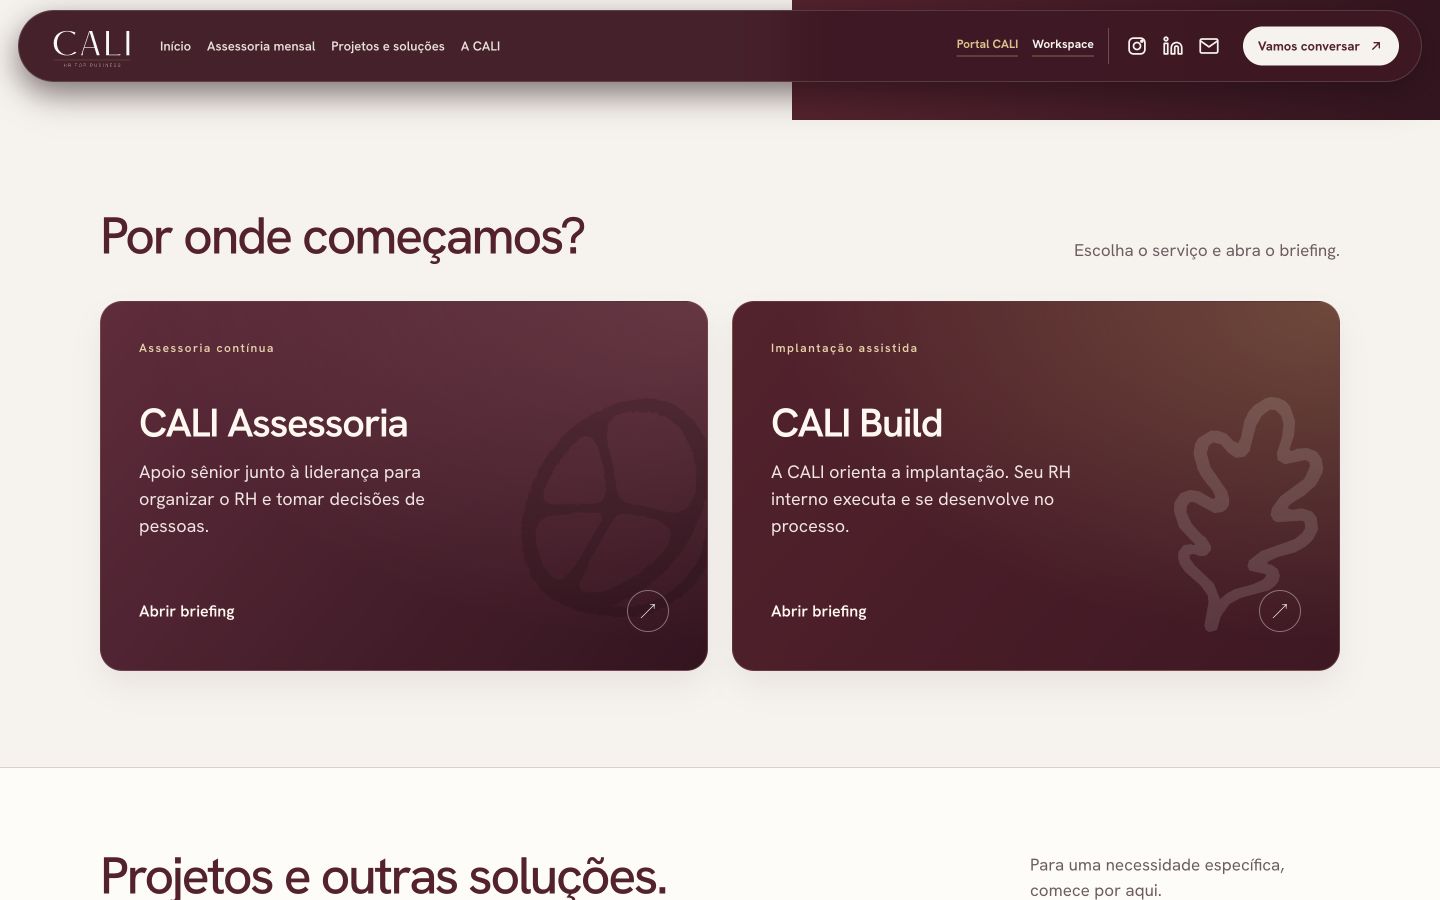 CALI
HR FOR BUSINESS
Início
Assessoria mensal
Projetos e soluções
A CALI
Portal CALI
Workspace
Vamos conversar
Por onde começamos?
Escolha o serviço e abra o briefing.
Assessoria contínua
CALI Assessoria
Apoio sênior junto à liderança para
organizar o RH e tomar decisões de
pessoas.
Abrir briefing
Implantação assistida
CALI Build
A CALI orienta a implantação. Seu RH
interno executa e se desenvolve no
processo.
Abrir briefing
Projetos e outras soluções.
Para uma necessidade específica,
comece por aqui.